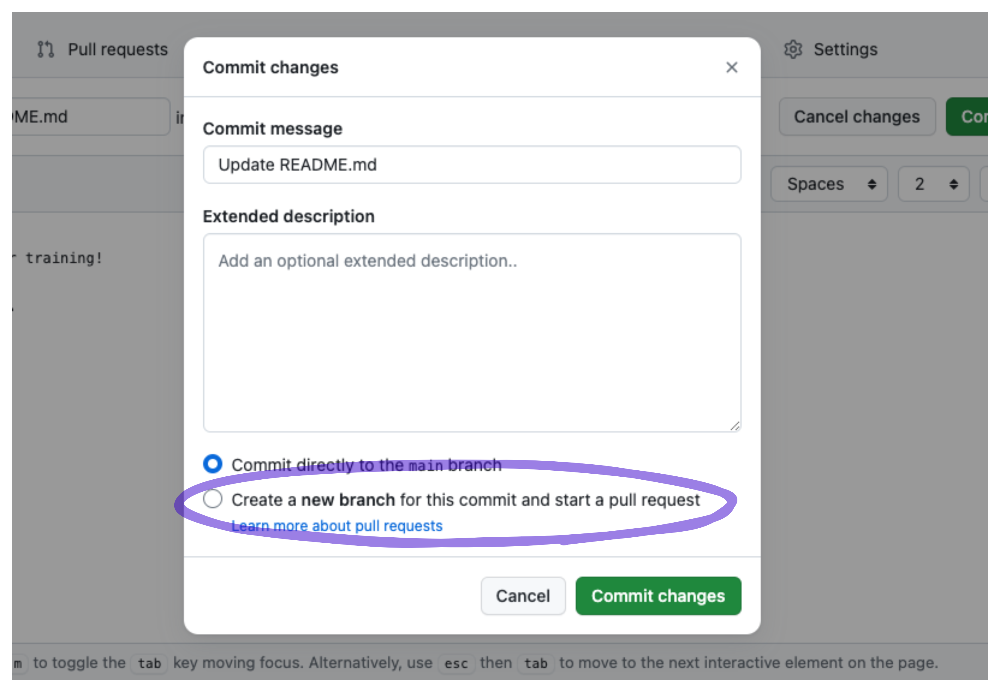 Pull requests
Settings
Commit changes
ME.md
Cancel changes
Commit message
Update README.md
Spaces
2
Extended description
Add an optional extended description..
training!
Commit directly to the main branch
Create a new branch for this commit and start a pull request
Learn more about pull requests
Cancel
Commit changes
m to toggle the tab key moving focus. Alternatively, use esc then tab to move to the next interactive element on the page.